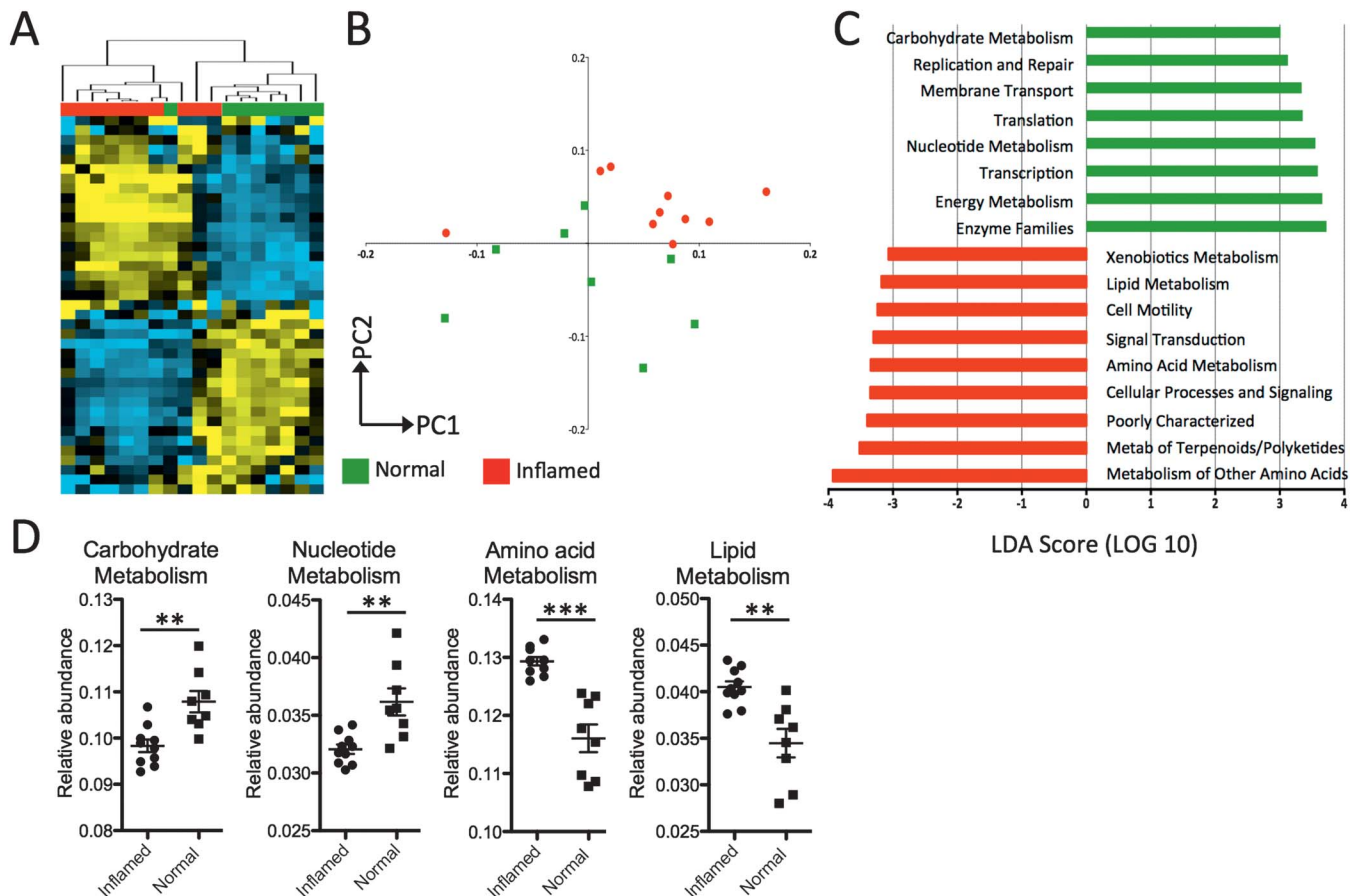 A
B
0.2
0.1
-0.2
-0.1
0.1
0.2
-0.1
-0.2
PC2
PC1
Normal
Inflamed
C
Carbohydrate Metabolism
Replication and Repair
Membrane Transport
Translation
Nucleotide Metabolism
Transcription
Energy Metabolism
Enzyme Families
Xenobiotics Metabolism
Lipid Metabolism
Cell Motility
Signal Transduction
Amino Acid Metabolism
Cellular Processes and Signaling
Poorly Characterized
Metab of Terpenoids/Polyketides
Metabolism of Other Amino Acids
-4 -3 -2 -1 0 1 2 3 4
LDA Score (LOG 10)
D
Carbohydrate
Metabolism
Relative abundance
0.13
0.12
0.11
0.10
0.09
0.08
**
Inflamed
Normal
Nucleotide
Metabolism
Relative abundance
0.045
0.040
0.035
0.030
0.025
**
Inflamed
Normal
Amino acid
Metabolism
Relative abundance
0.14
0.13
0.12
0.11
0.10
***
Inflamed
Normal
Lipid
Metabolism
Relative abundance
0.050
0.045
0.040
0.035
0.030
0.025
**
Inflamed
Normal